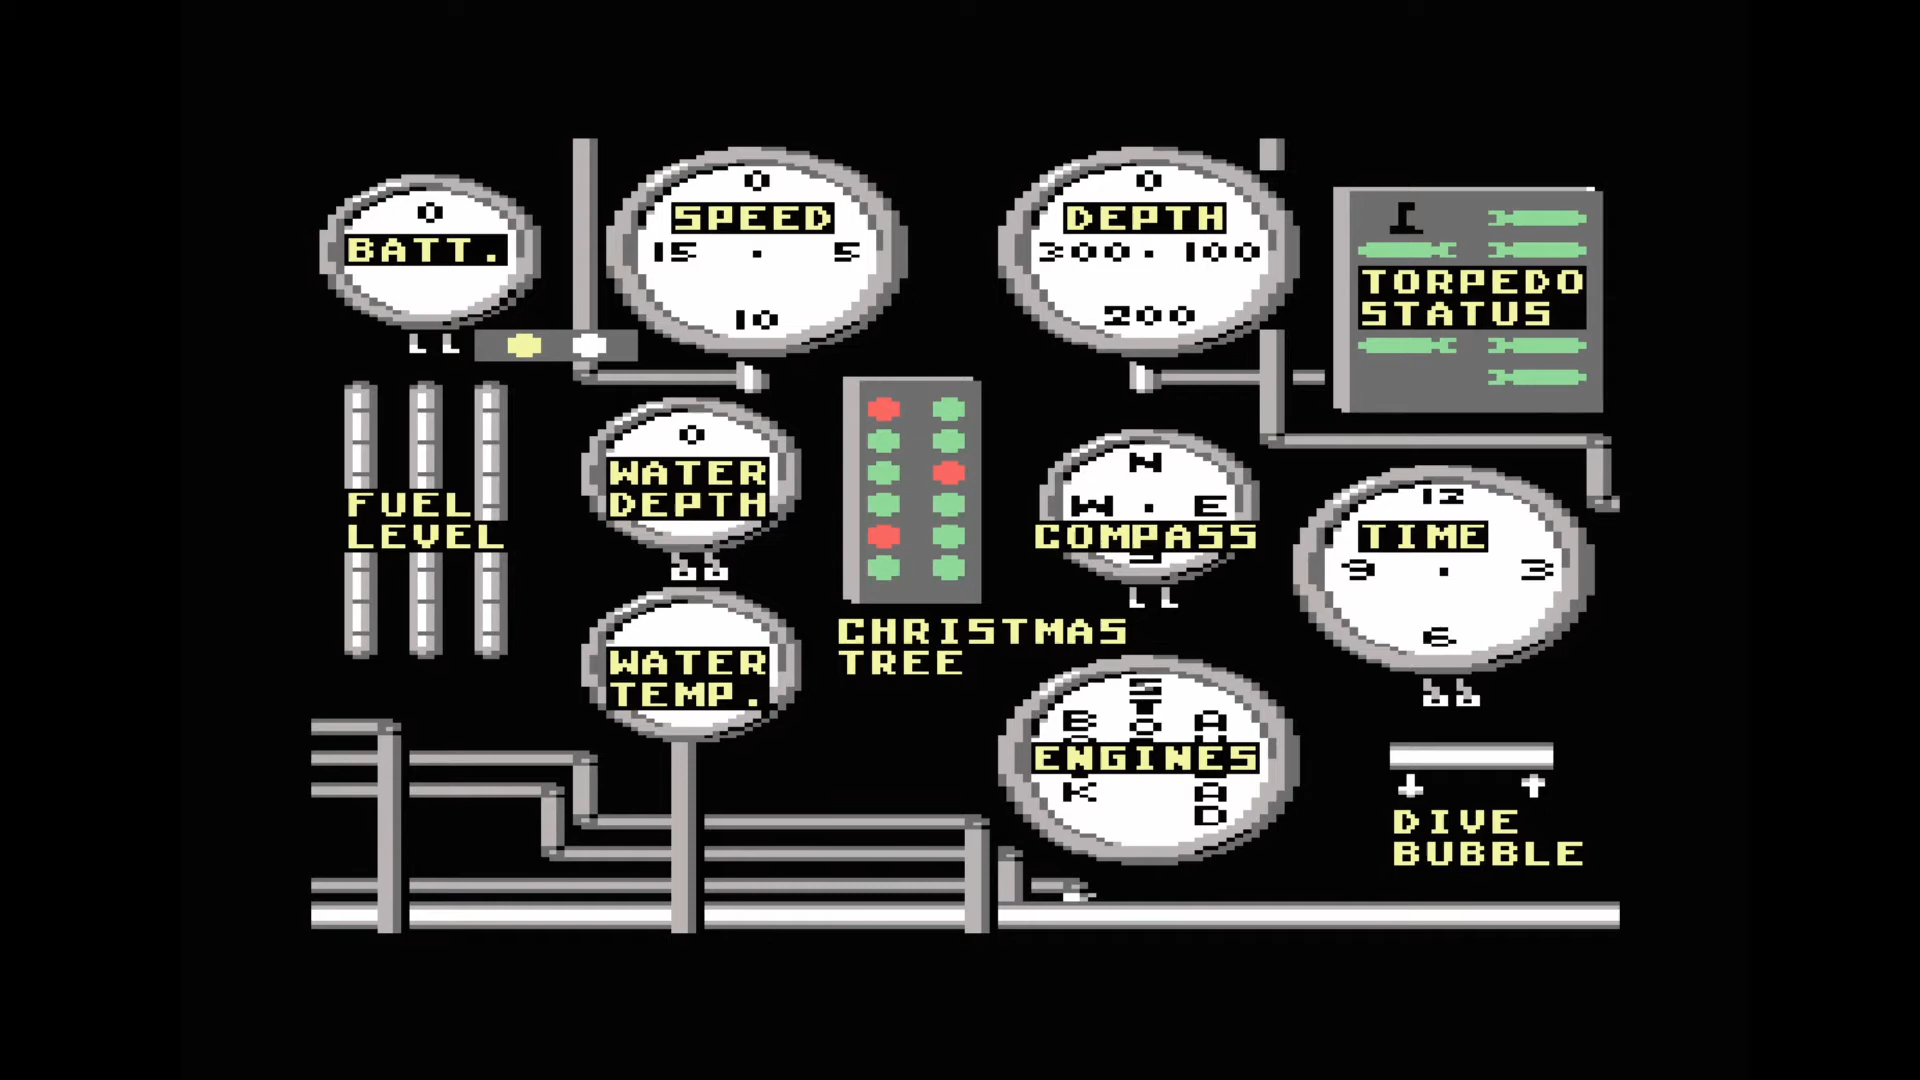 0
BATT.
0
SPEED
15 5
10
0
DEPTH
300 100
200
I
TORPEDO
STATUS
FUEL
LEVEL
0
WATER
DEPTH
WATER
TEMP.
CHRISTMAS
TREE
N
W E
COMPASS
12
TIME
9 3
6
ENGINES
DIVE
BUBBLE